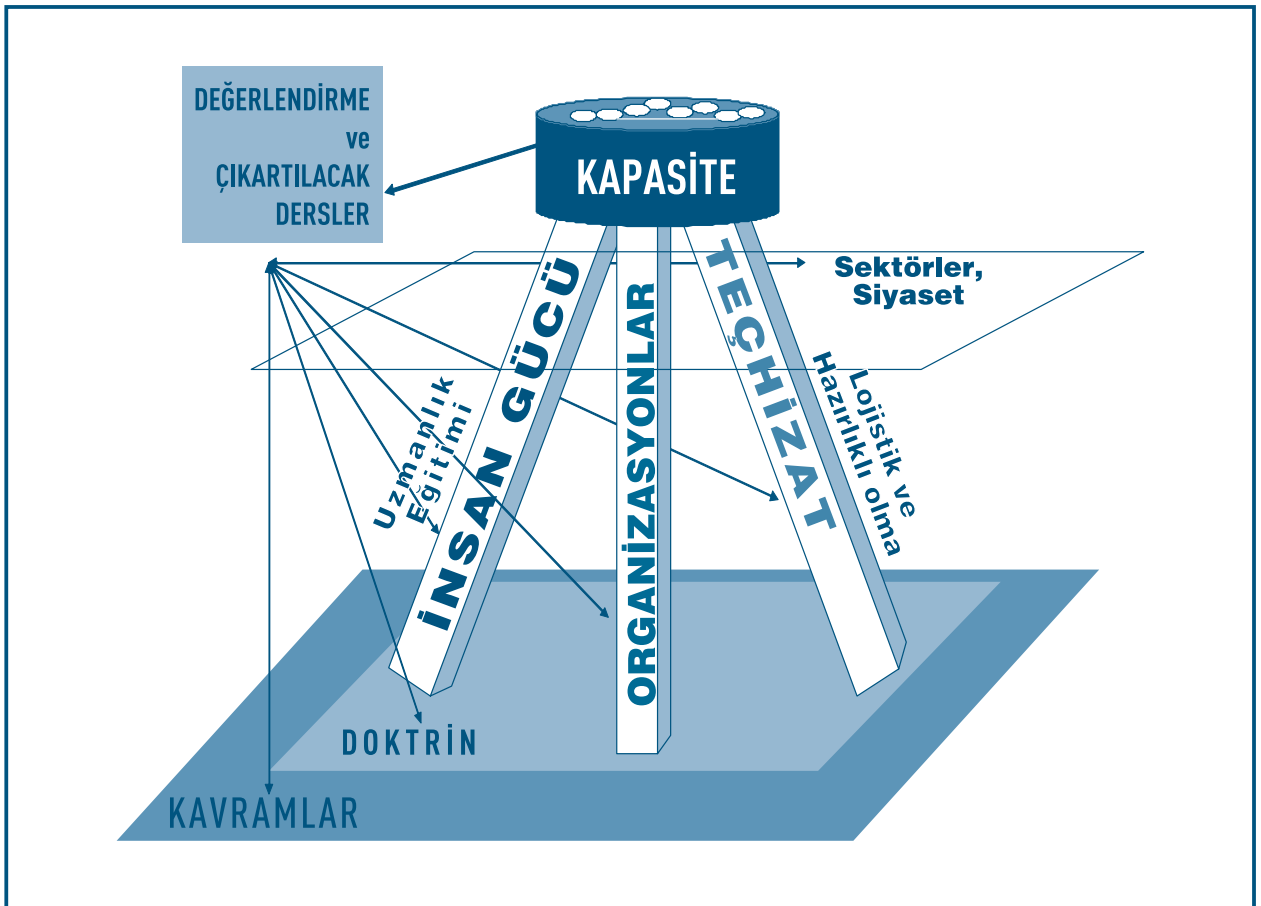 DEĞERLENDİRME
ve
ÇIKARTILACAK
DERSLER
KAPASİTE
Sektörler,
Siyaset
Uzmanlık
Eğitimi
İNSAN GÜCÜ
ORGANİZASYONLAR
TEÇHİZAT
Lojistik ve
Hazırlıklı olma
DOKTRİN
KAVRAMLAR